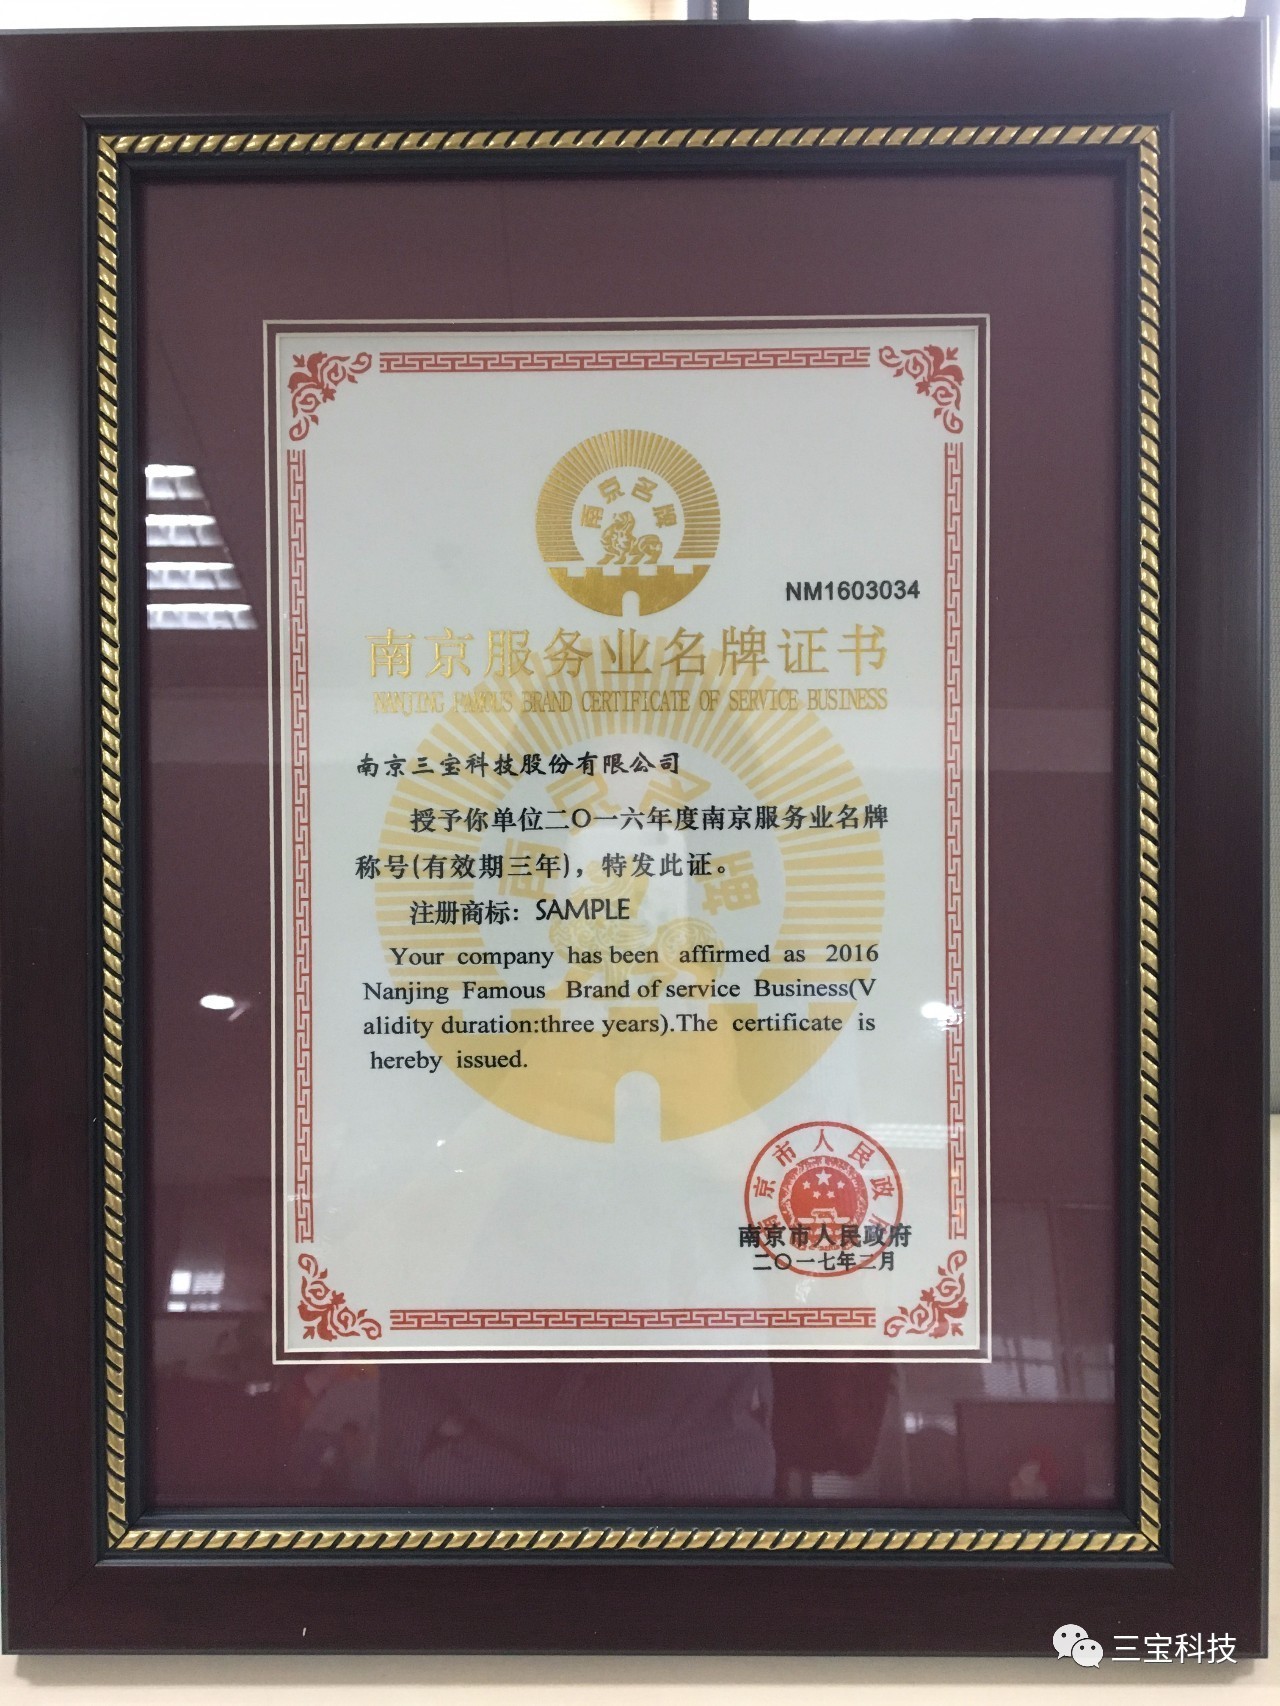 南京名牌
NM1603034
南京服务业名牌证书
NANJING FAMOUS BRAND CERTIFICATE OF SERVICE BUSINESS
南京三宝科技股份有限公司
授予你单位二〇一六年度南京服务业名牌
称号(有效期三年)，特发此证。
注册商标：SAMPLE
Your company has been affirmed as 2016
Nanjing Famous Brand of service Business(V
alidity duration:three years).The certificate is
hereby issued.
南京市人民政府
南京市人民政府
二〇一七年二月
三宝科技